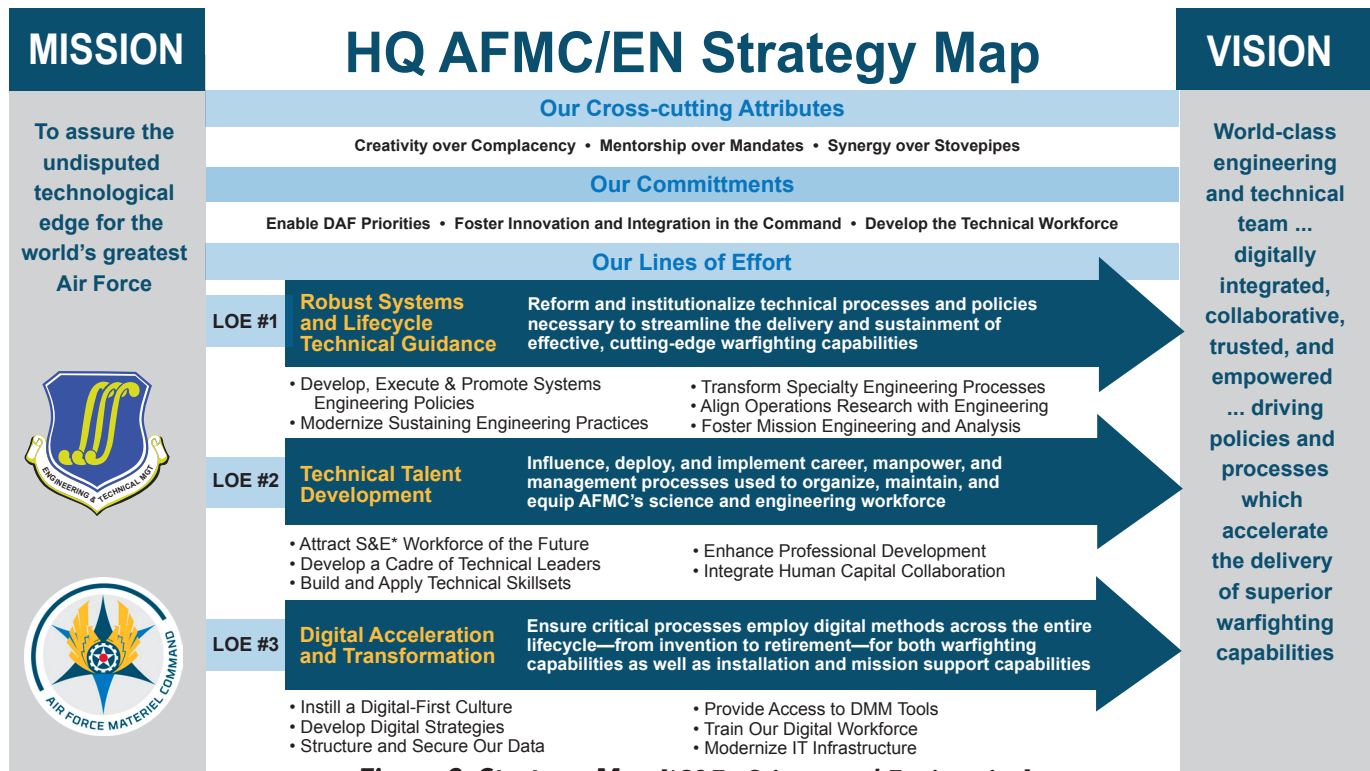 MISSION
HQ AFMC/EN Strategy Map
VISION
To assure the
undisputed
technological
edge for the
world's greatest
Air Force
ENGINEERING & TECHNICAL MGT
AIR FORCE MATERIEL COMMAND
Our Cross-cutting Attributes
Creativity over Complacency • Mentorship over Mandates • Synergy over Stovepipes
Our Committments
Enable DAF Priorities • Foster Innovation and Integration in the Command • Develop the Technical Workforce
Our Lines of Effort
LOE #1
Robust Systems
and Lifecycle
Technical Guidance
Reform and institutionalize technical processes and policies
necessary to streamline the delivery and sustainment of
effective, cutting-edge warfighting capabilities
• Develop, Execute & Promote Systems
Engineering Policies
• Modernize Sustaining Engineering Practices
• Transform Specialty Engineering Processes
• Align Operations Research with Engineering
• Foster Mission Engineering and Analysis
LOE #2
Technical Talent
Development
Influence, deploy, and implement career, manpower, and
management processes used to organize, maintain, and
equip AFMC's science and engineering workforce
• Attract S&E* Workforce of the Future
• Develop a Cadre of Technical Leaders
• Build and Apply Technical Skillsets
• Enhance Professional Development
• Integrate Human Capital Collaboration
LOE #3
Digital Acceleration
and Transformation
Ensure critical processes employ digital methods across the entire
lifecycle—from invention to retirement—for both warfighting
capabilities as well as installation and mission support capabilities
• Instill a Digital-First Culture
• Develop Digital Strategies
• Structure and Secure Our Data
• Provide Access to DMM Tools
• Train Our Digital Workforce
• Modernize IT Infrastructure
World-class
engineering
and technical
team ...
digitally
integrated,
collaborative,
trusted, and
empowered
... driving
policies and
processes
which
accelerate
the delivery
of superior
warfighting
capabilities